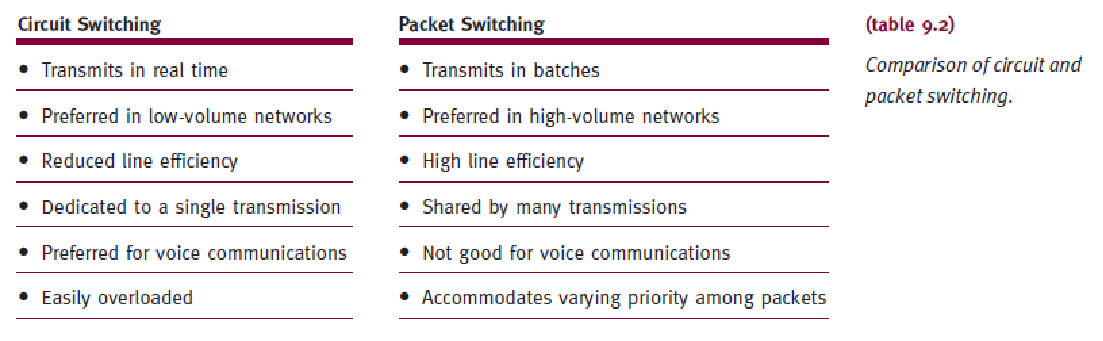 Circuit Switching
• Transmits in real time
• Preferred in low-volume networks
• Reduced line efficiency
• Dedicated to a single transmission
• Preferred for voice communications
• Easily overloaded
Packet Switching
• Transmits in batches
• Preferred in high-volume networks
• High line efficiency
• Shared by many transmissions
• Not good for voice communications
• Accommodates varying priority among packets
(table 9.2)
Comparison of circuit and
packet switching.